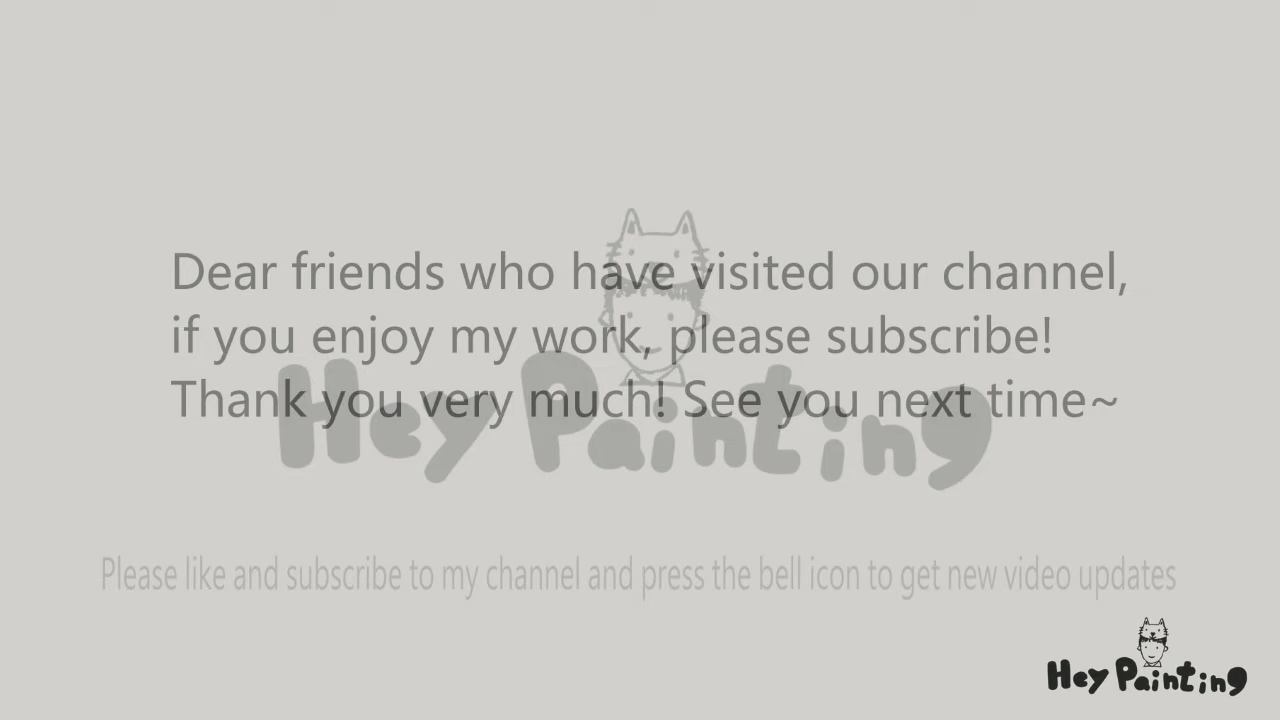 Dear friends who have visited our channel,
if you enjoy my work, please subscribe!
Thank you very much! See you next time~
Hey Painting
Please like and subscribe to my channel and press the bell icon to get new video updates
Hey Painting